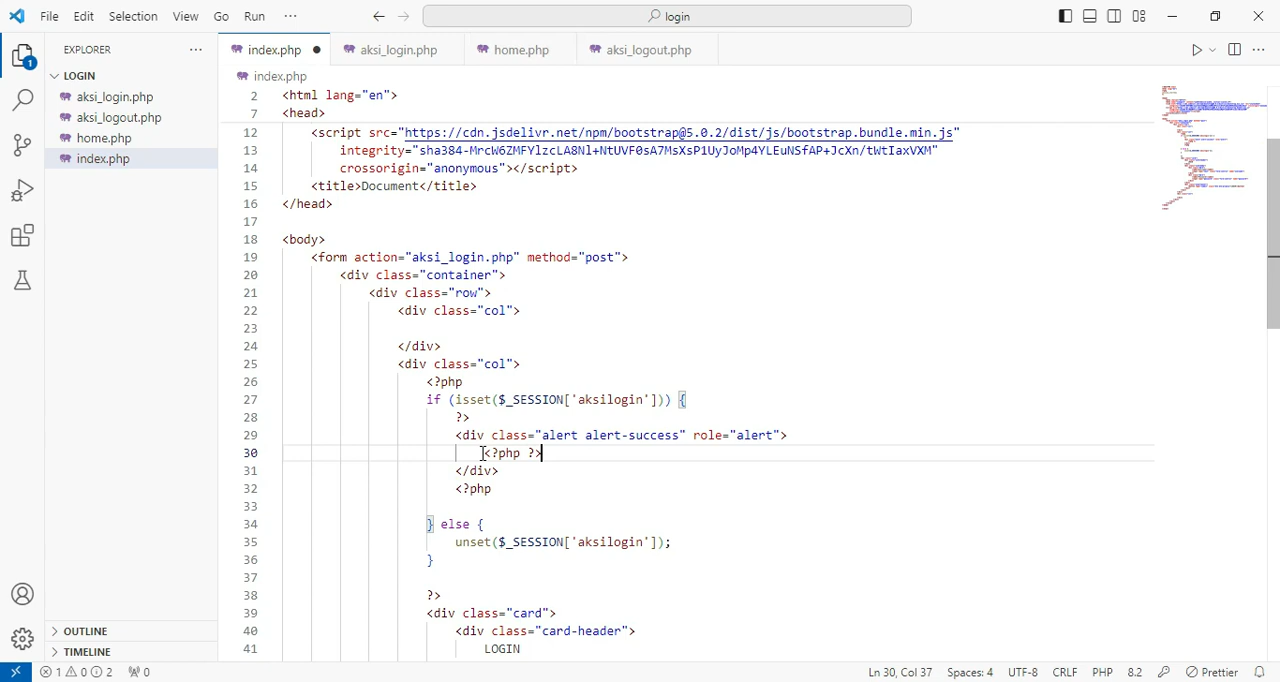 File Edit Selection View Go Run ··· login
EXPLORER ···
index.php aksi_login.php home.php aksi_logout.php
LOGIN
aksi_login.php
aksi_logout.php
home.php
index.php
1
index.php
2 <html lang="en">
7 <head>
12 <script src="https://cdn.jsdelivr.net/npm/bootstrap@5.0.2/dist/js/bootstrap.bundle.min.js"
13 integrity="sha384-MrcW6ZMFYlzcLA8Nl+NtUVF0sA7MsXsP1UyJoMp4YLEuNSfAP+JcXn/tWtIaxVXM"
14 crossorigin="anonymous"></script>
15 <title>Document</title>
16 </head>
17
18 <body>
19 <form action="aksi_login.php" method="post">
20 <div class="container">
21 <div class="row">
22 <div class="col">
23
24 </div>
25 <div class="col">
26 <?php
27 if (isset($_SESSION['aksilogin'])) {
28 ?>
29 <div class="alert alert-success" role="alert">
30 <?php ?>
31 </div>
32 <?php
33
34 } else {
35 unset($_SESSION['aksilogin']);
36 }
37
38 ?>
39 <div class="card">
40 <div class="card-header">
41 LOGIN
OUTLINE
TIMELINE
1 0 2 0 Ln 30, Col 37 Spaces: 4 UTF-8 CRLF PHP 8.2 Prettier